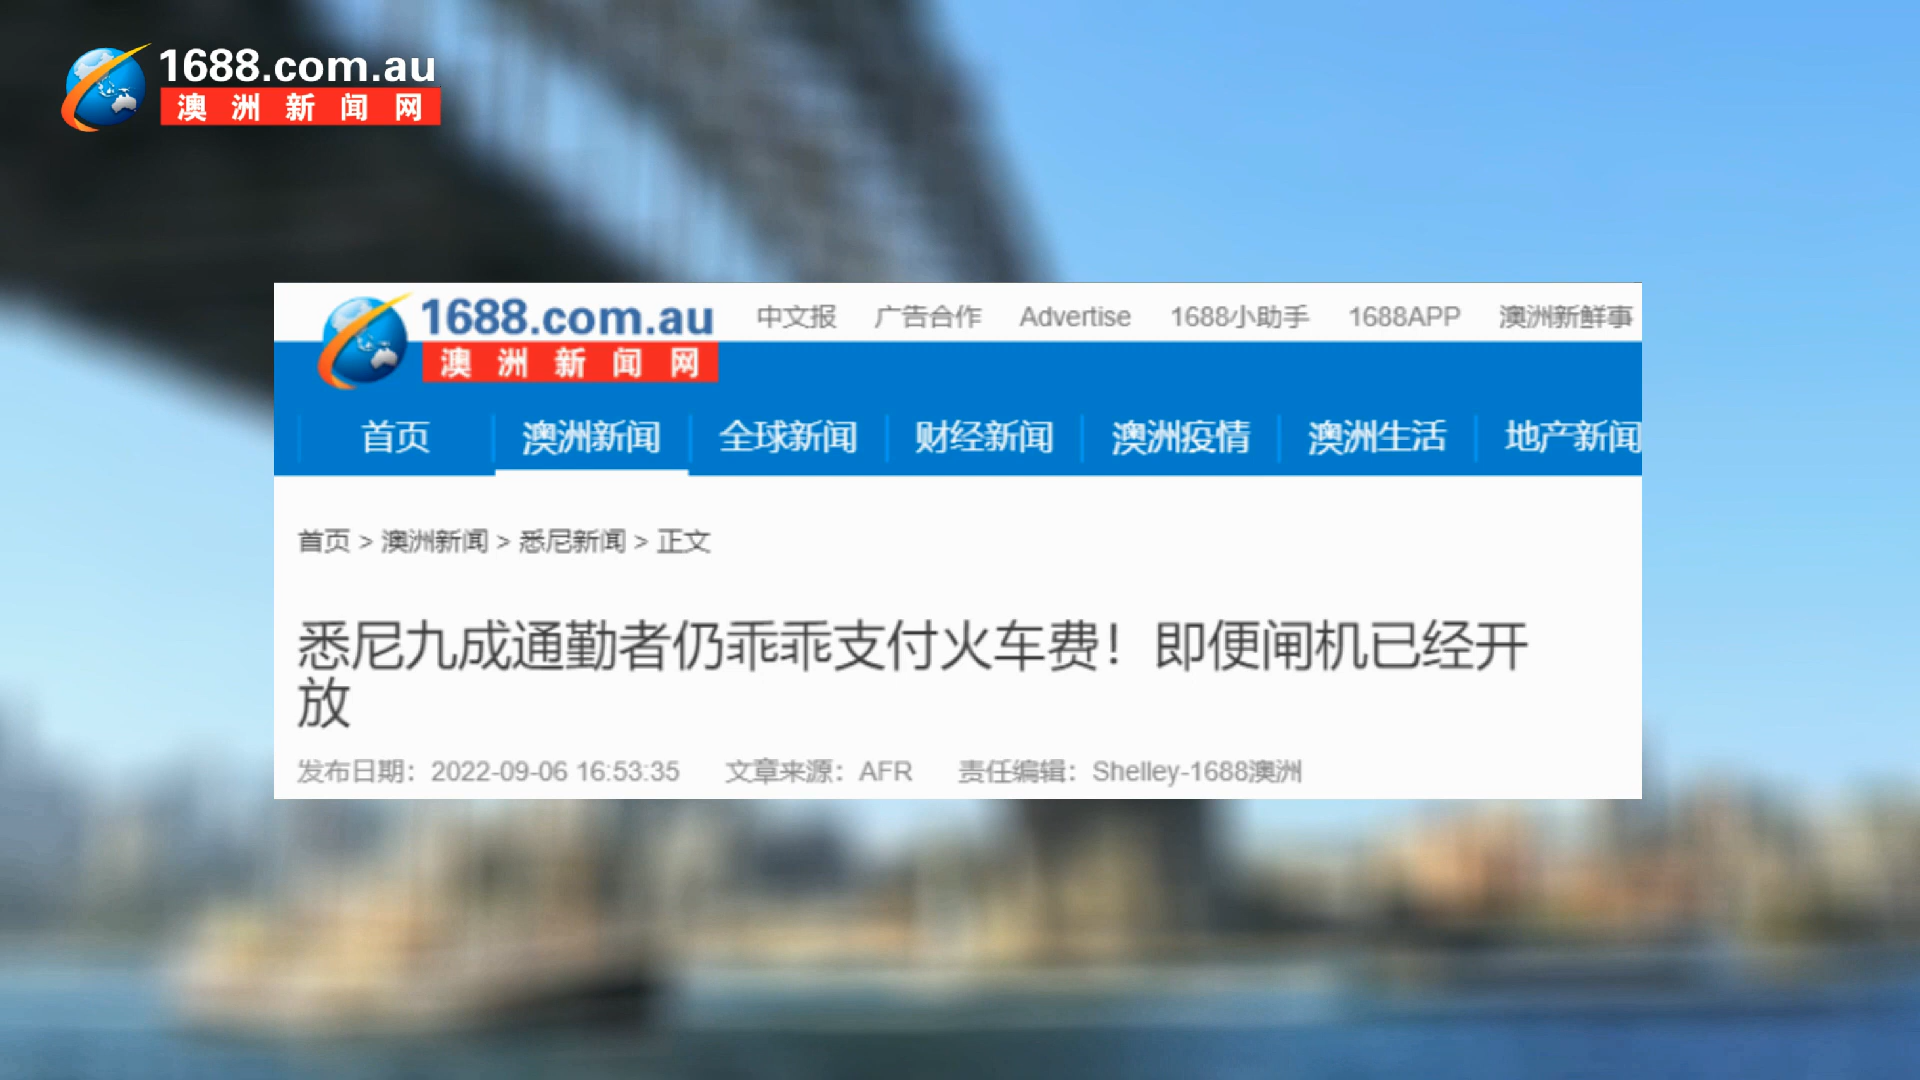 1688.com.au
澳洲新闻网
1688.com.au 中文报 广告合作 Advertise 1688小助手 1688APP 澳洲新鲜事
澳洲新闻网
首页 澳洲新闻 全球新闻 财经新闻 澳洲疫情 澳洲生活 地产新闻
首页 > 澳洲新闻 > 悉尼新闻 > 正文
悉尼九成通勤者仍乖乖支付火车费！即便闸机已经开
放
发布日期：2022-09-06 16:53:35 文章来源：AFR 责任编辑：Shelley-1688澳洲